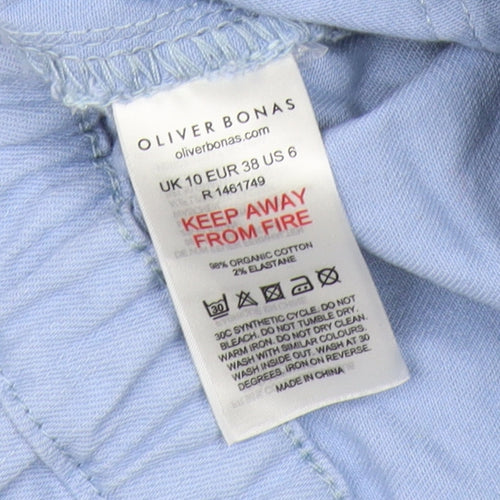 OLIVER BONAS
oliverbonas.com
UK 10 EUR 38 US 6
R 1461749
KEEP AWAY
FROM FIRE
98% ORGANIC COTTON
2% ELASTANE
30
30C SYNTHETIC CYCLE. DO NOT
BLEACH. DO NOT TUMBLE DRY.
WARM IRON. DO NOT DRY CLEAN.
WASH WITH SIMILAR COLOURS.
WASH INSIDE OUT. WASH AT 30
DEGREES. IRON ON REVERSE.
MADE IN CHINA